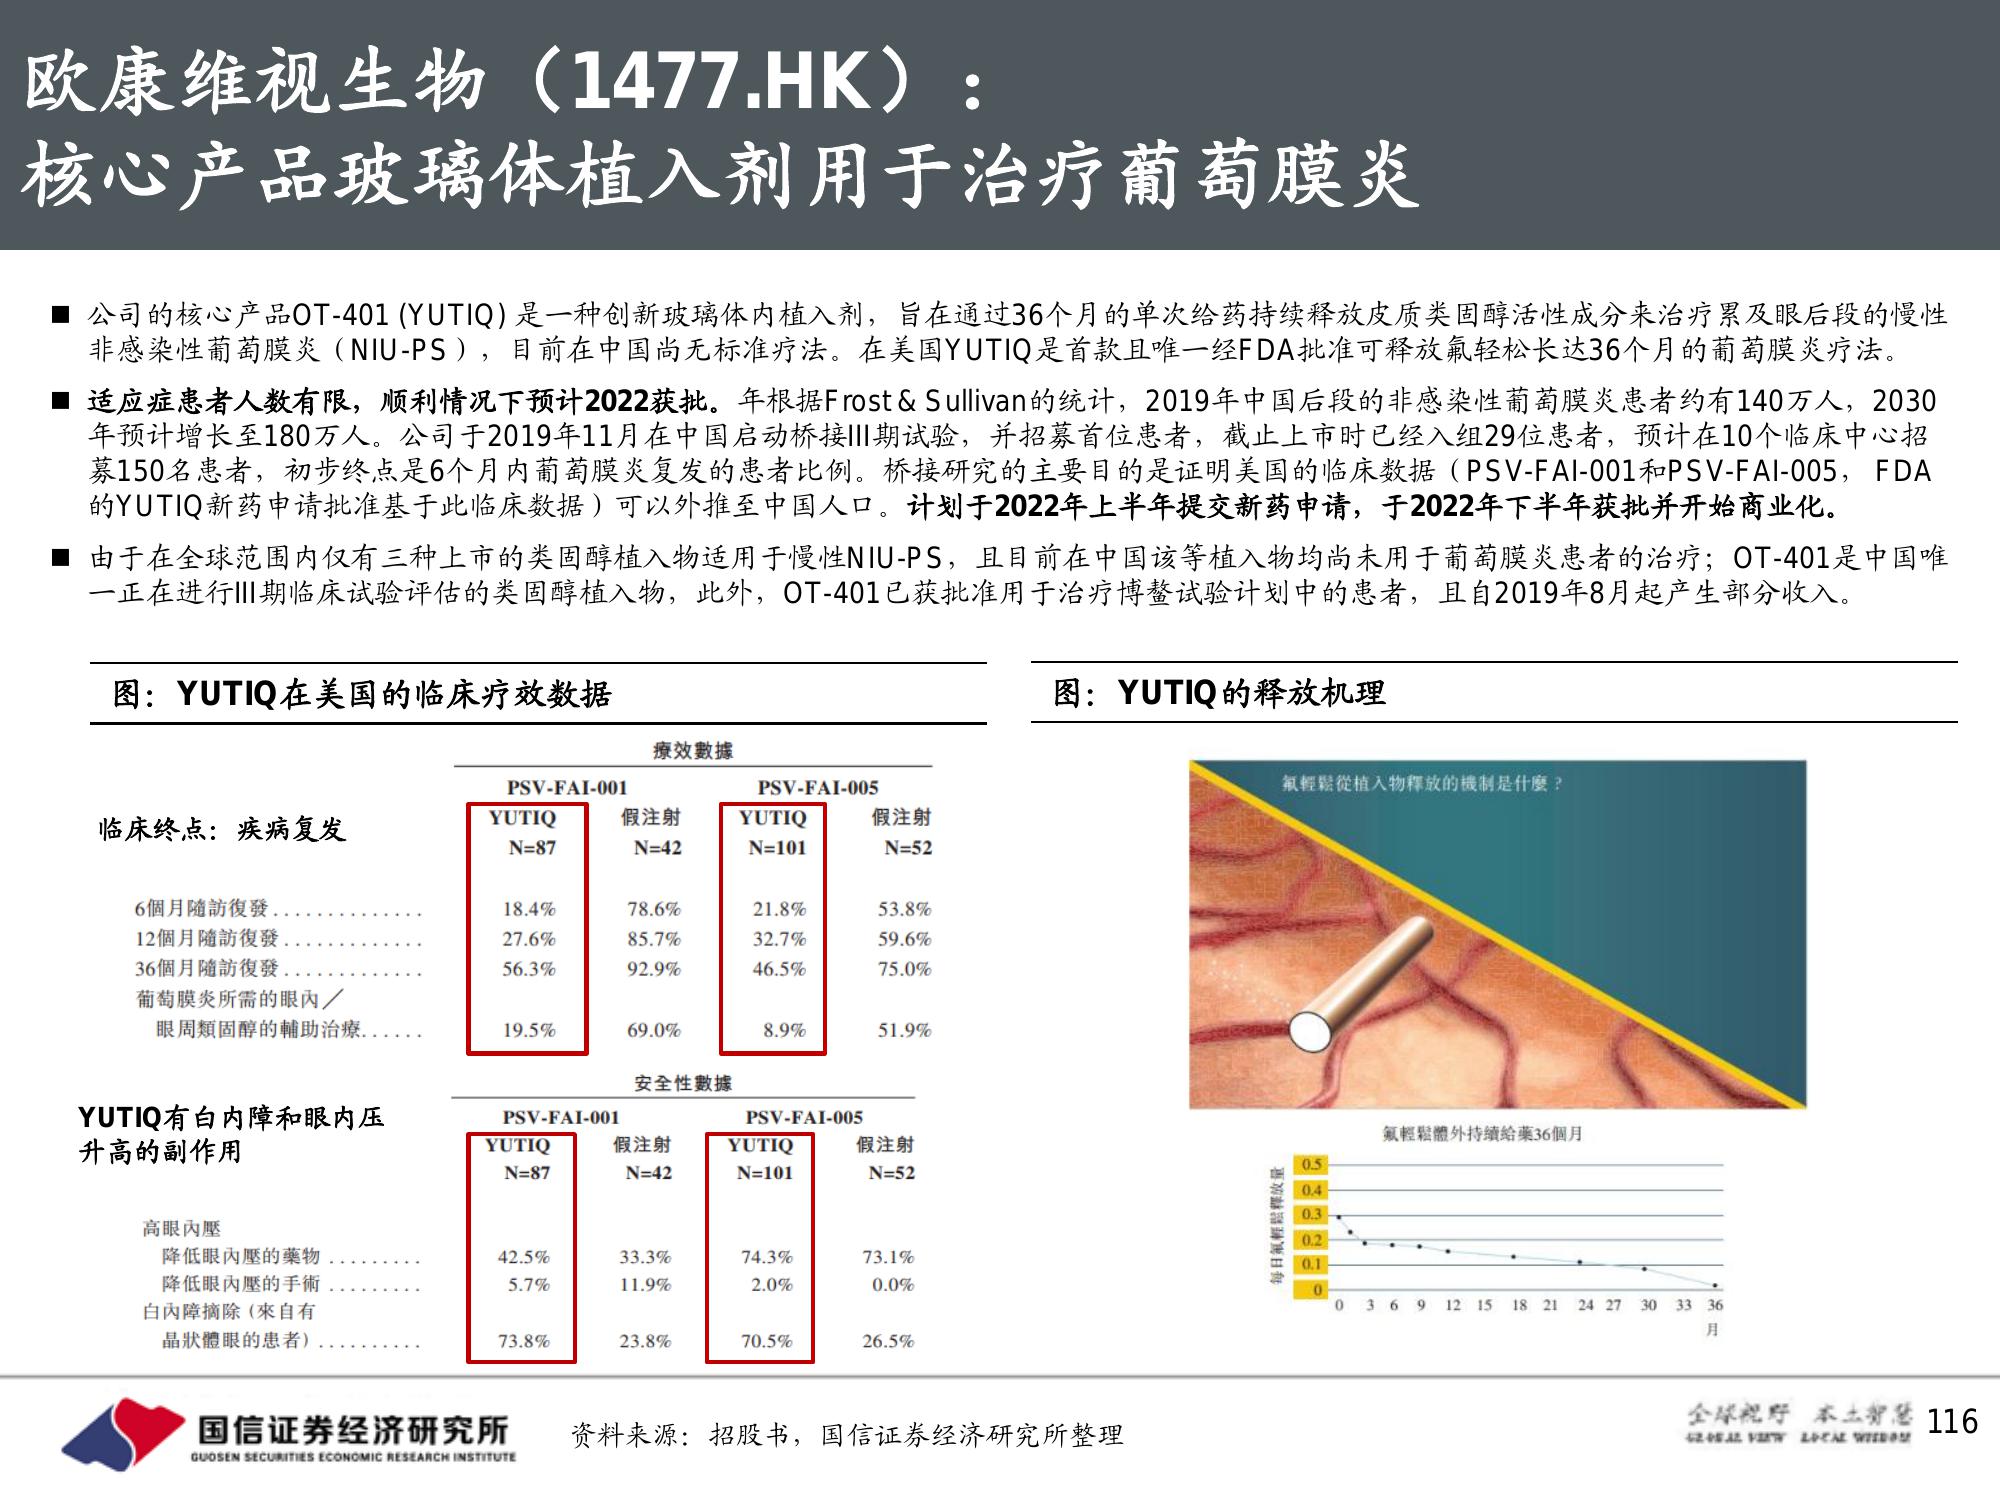 欧康维视生物（1477.HK）：
核心产品玻璃体植入剂用于治疗葡萄膜炎
■ 公司的核心产品OT-401 (YUTIQ) 是一种创新玻璃体内植入剂，旨在通过36个月的单次给药持续释放皮质类固醇活性成分来治疗累及眼后段的慢性
非感染性葡萄膜炎（NIU-PS），目前在中国尚无标准疗法。在美国YUTIQ是首款且唯一经FDA批准可释放氟轻松长达36个月的葡萄膜炎疗法。
■ 适应症患者人数有限，顺利情况下预计2022获批。年根据Frost & Sullivan的统计，2019年中国后段的非感染性葡萄膜炎患者约有140万人，2030
年预计增长至180万人。公司于2019年11月在中国启动桥接III期试验，并招募首位患者，截止上市时已经入组29位患者，预计在10个临床中心招
募150名患者，初步终点是6个月内葡萄膜炎复发的患者比例。桥接研究的主要目的是证明美国的临床数据（PSV-FAI-001和PSV-FAI-005， FDA
的YUTIQ新药申请批准基于此临床数据）可以外推至中国人口。计划于2022年上半年提交新药申请，于2022年下半年获批并开始商业化。
■ 由于在全球范围内仅有三种上市的类固醇植入物适用于慢性NIU-PS，且目前在中国该等植入物均尚未用于葡萄膜炎患者的治疗；OT-401是中国唯
一正在进行III期临床试验评估的类固醇植入物，此外，OT-401已获批准用于治疗博鳌试验计划中的患者，且自2019年8月起产生部分收入。
图：YUTIQ在美国的临床疗效数据
療效數據
PSV-FAI-001 PSV-FAI-005
临床终点：疾病复发
YUTIQ 假注射 YUTIQ 假注射
N=87 N=42 N=101 N=52
6個月隨訪復發.............. 18.4% 78.6% 21.8% 53.8%
12個月隨訪復發............. 27.6% 85.7% 32.7% 59.6%
36個月隨訪復發............. 56.3% 92.9% 46.5% 75.0%
葡萄膜炎所需的眼內／
眼周類固醇的輔助治療...... 19.5% 69.0% 8.9% 51.9%
安全性數據
YUTIQ有白内障和眼内压
升高的副作用
PSV-FAI-001 PSV-FAI-005
YUTIQ 假注射 YUTIQ 假注射
N=87 N=42 N=101 N=52
高眼內壓
降低眼內壓的藥物......... 42.5% 33.3% 74.3% 73.1%
降低眼內壓的手術......... 5.7% 11.9% 2.0% 0.0%
白內障摘除（來自有
晶狀體眼的患者).......... 73.8% 23.8% 70.5% 26.5%
图：YUTIQ的释放机理
氟輕鬆從植入物釋放的機制是什麼？
氟輕鬆體外持續給藥36個月
每日氟輕鬆釋放量
0.5
0.4
0.3
0.2
0.1
0
0 3 6 9 12 15 18 21 24 27 30 33 36
月
国信证券经济研究所
GUOSEN SECURITIES ECONOMIC RESEARCH INSTITUTE
资料来源：招股书，国信证券经济研究所整理
全球视野 本土智慧
GLOBAL VIEW LOCAL WISDOM
116